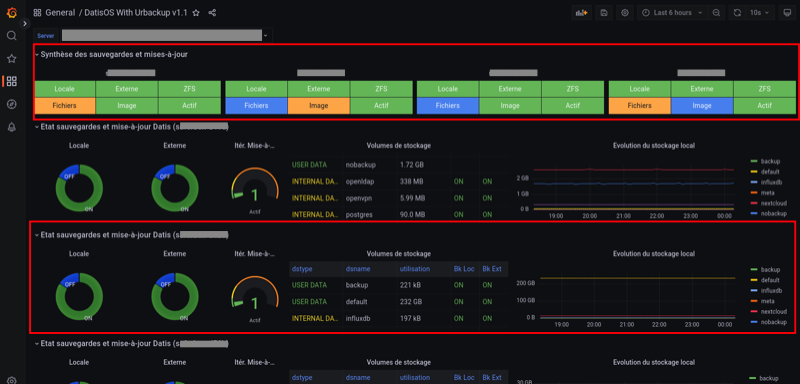 General / DatisOS With Urbackup v1.1
Last 6 hours
10s
Server
Synthèse des sauvegardes et mises-à-jour
Locale Externe ZFS Locale Externe ZFS Locale Externe ZFS Locale Externe ZFS
Fichiers Image Actif Fichiers Image Actif Fichiers Image Actif Fichiers Image Actif
Etat sauvegardes et mise-à-jour Datis (s
Locale Externe Itér. Mise-à-... Volumes de stockage Evolution du stockage local
OFF
ON
OFF
ON
1
Actif
USER DATA nobackup 1.72 GB
INTERNAL DA... openldap 338 MB ON ON
INTERNAL DA... openvpn 5.99 MB ON ON
INTERNAL DA... postgres 90.0 MB ON ON
2 GB
1 GB
0 B
19:00 20:00 21:00 22:00 23:00 00:00
backup
default
influxdb
meta
nextcloud
nobackup
Etat sauvegardes et mise-à-jour Datis (s
Locale Externe Itér. Mise-à-... Volumes de stockage Evolution du stockage local
OFF
ON
OFF
ON
1
Actif
dstype dsname utilisation Bk Loc Bk Ext
USER DATA backup 221 kB ON ON
USER DATA default 232 GB ON ON
INTERNAL DA... influxdb 197 kB ON ON
200 GB
100 GB
0 B
19:00 20:00 21:00 22:00 23:00 00:00
backup
default
influxdb
meta
nextcloud
nobackup
Etat sauvegardes et mise-à-jour Datis (s
Locale Externe Itér. Mise-à-... Volumes de stockage Evolution du stockage local
dstype dsname utilisation Bk Loc Bk Ext
30 GB
backup